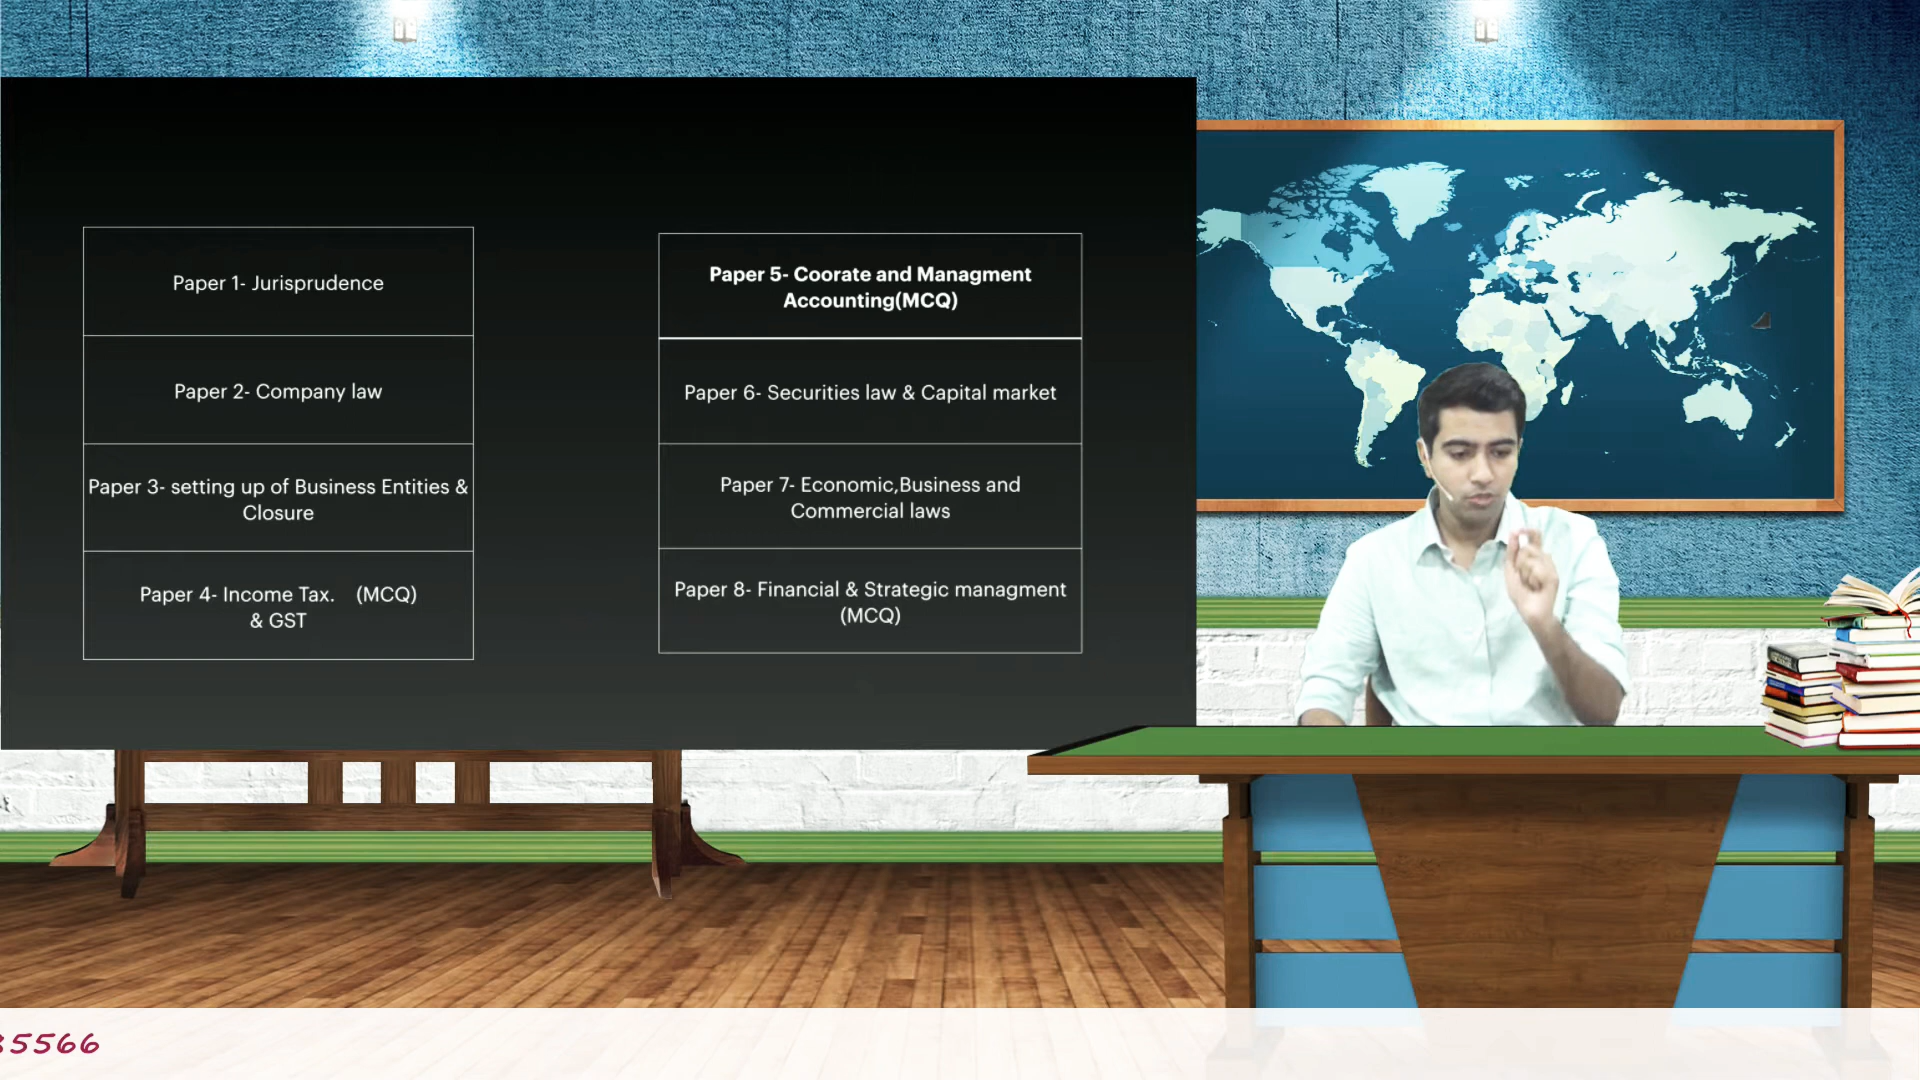 Paper 1- Jurisprudence
Paper 2- Company law
Paper 3- setting up of Business Entities &
Closure
Paper 4- Income Tax. (MCQ)
& GST
Paper 5- Coorate and Managment
Accounting(MCQ)
Paper 6- Securities law & Capital market
Paper 7- Economic,Business and
Commercial laws
Paper 8- Financial & Strategic managment
(MCQ)
5566